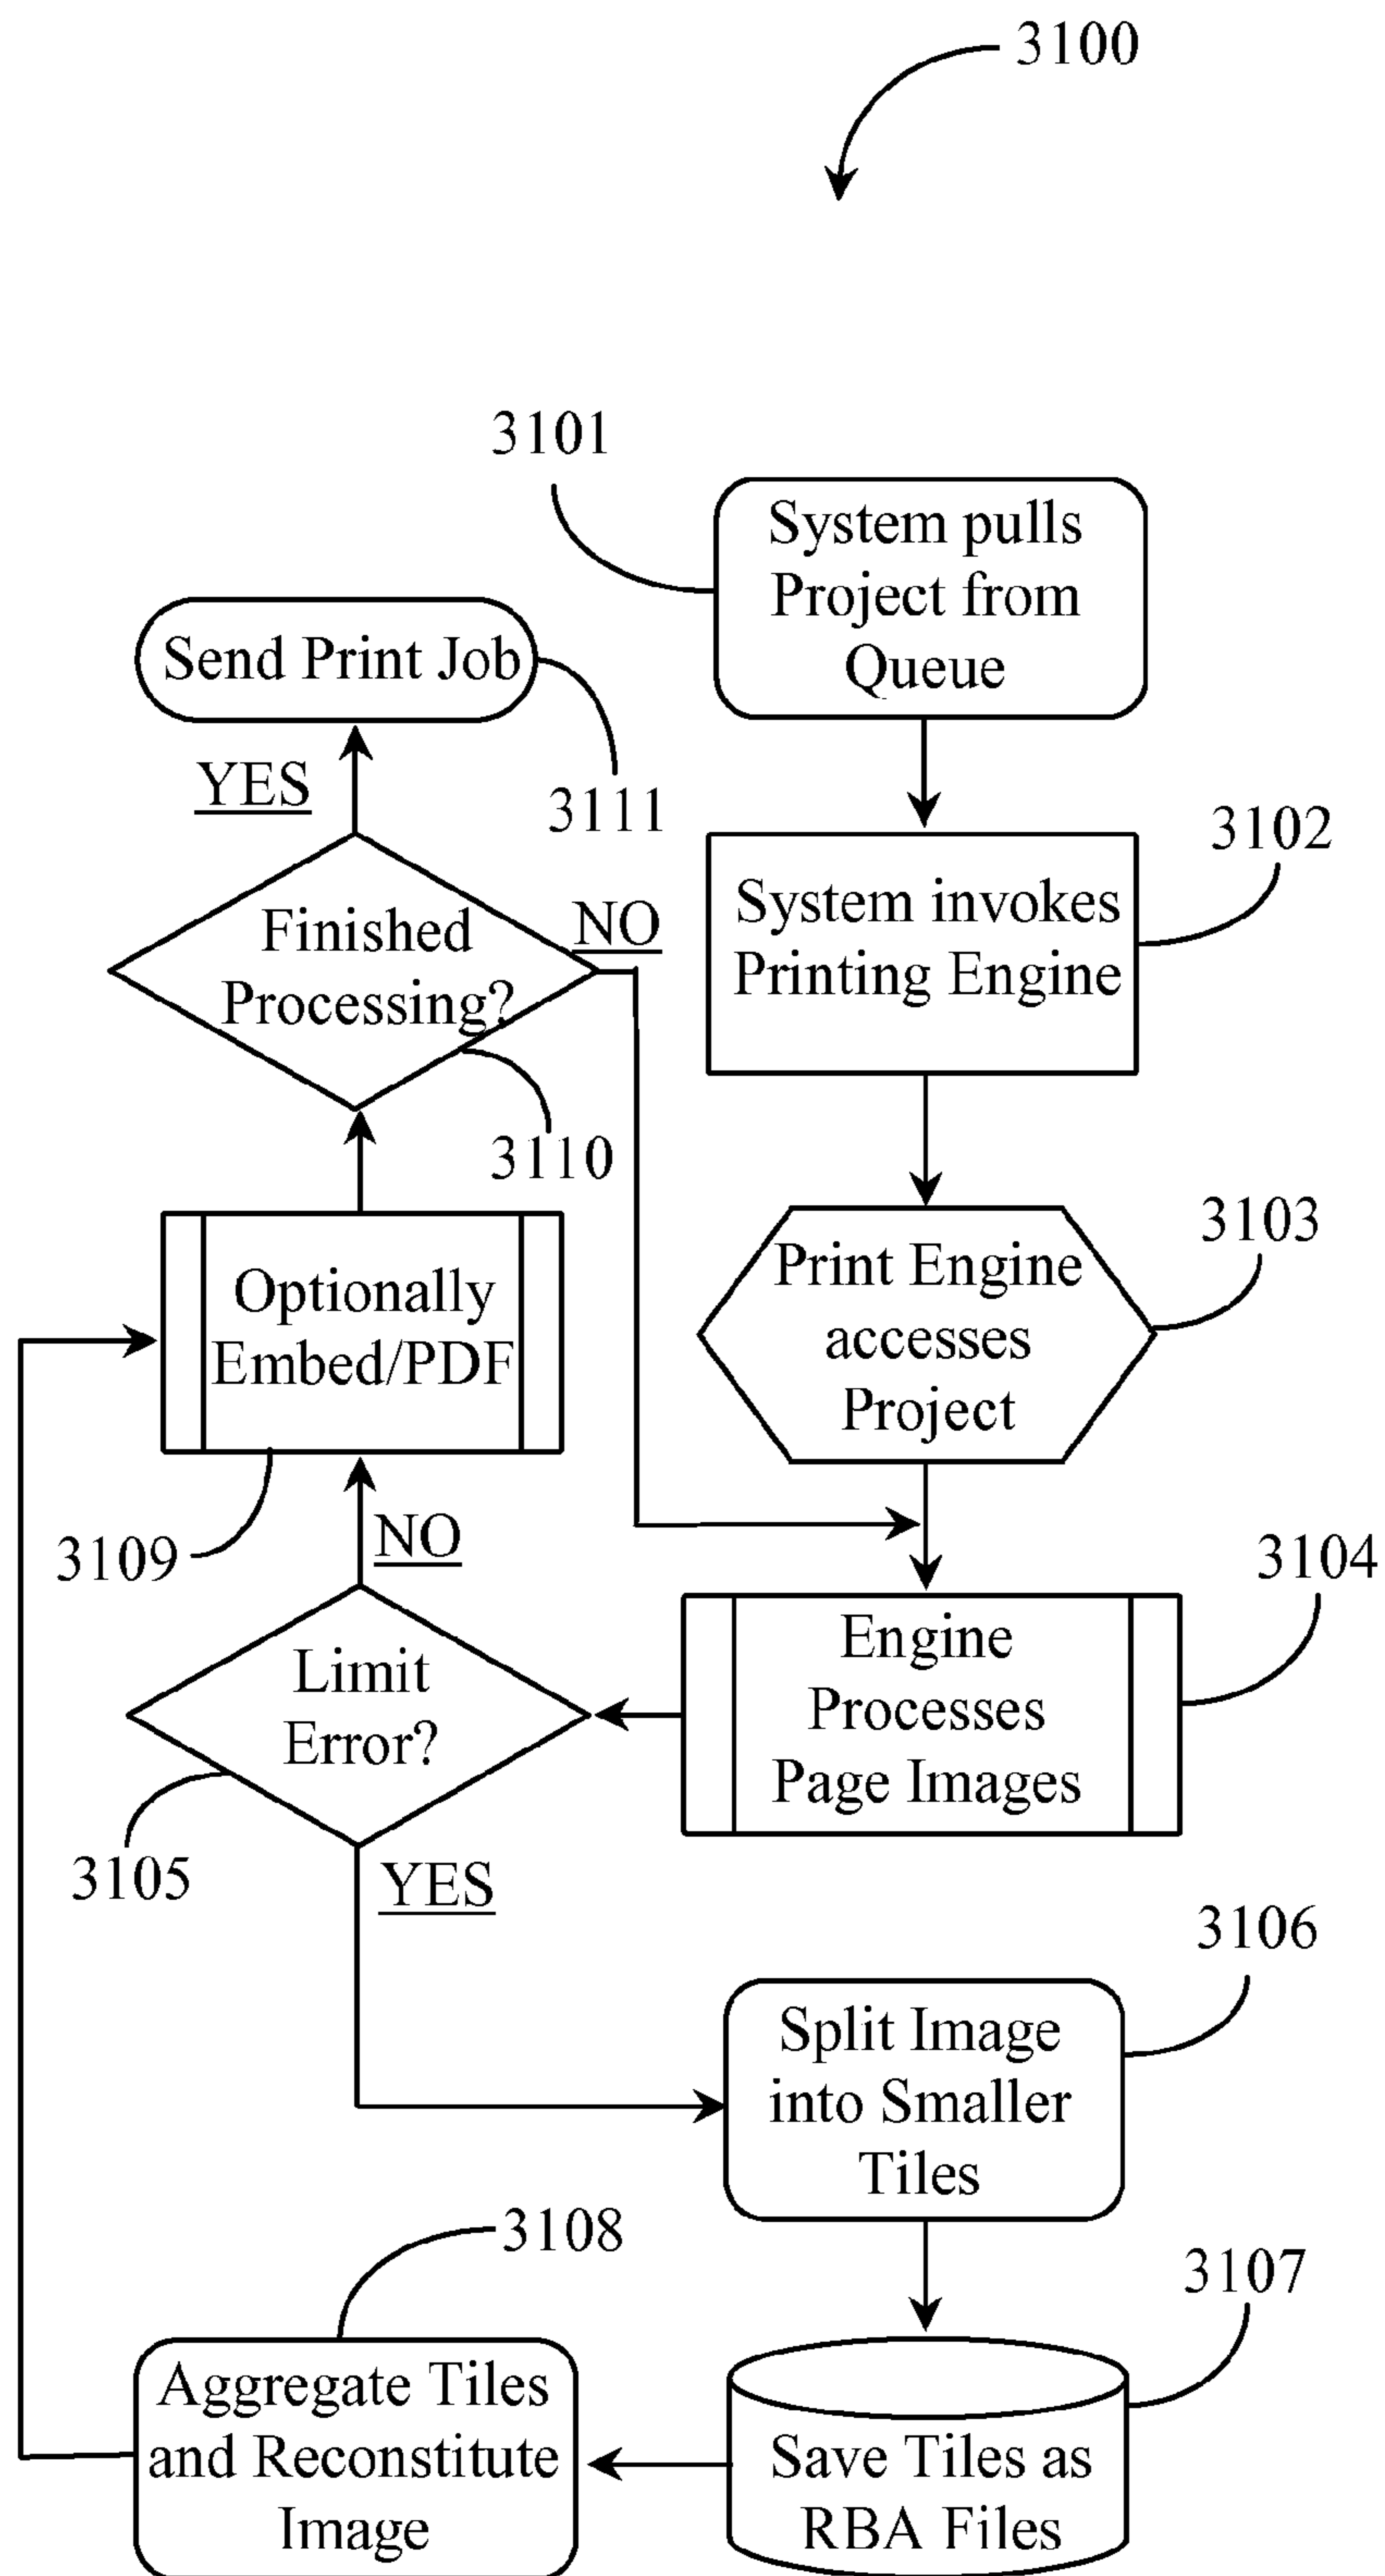 3100
3101
System pulls
Project from
Queue
Send Print Job
YES
3111
3102
System invokes
Printing Engine
Finished
Processing?
NO
3110
3103
Print Engine
accesses
Project
Optionally
Embed/PDF
3109
NO
3104
Engine
Processes
Page Images
Limit
Error?
3105
YES
3106
Split Image
into Smaller
Tiles
3108
3107
Aggregate Tiles
and Reconstitute
Image
Save Tiles as
RBA Files